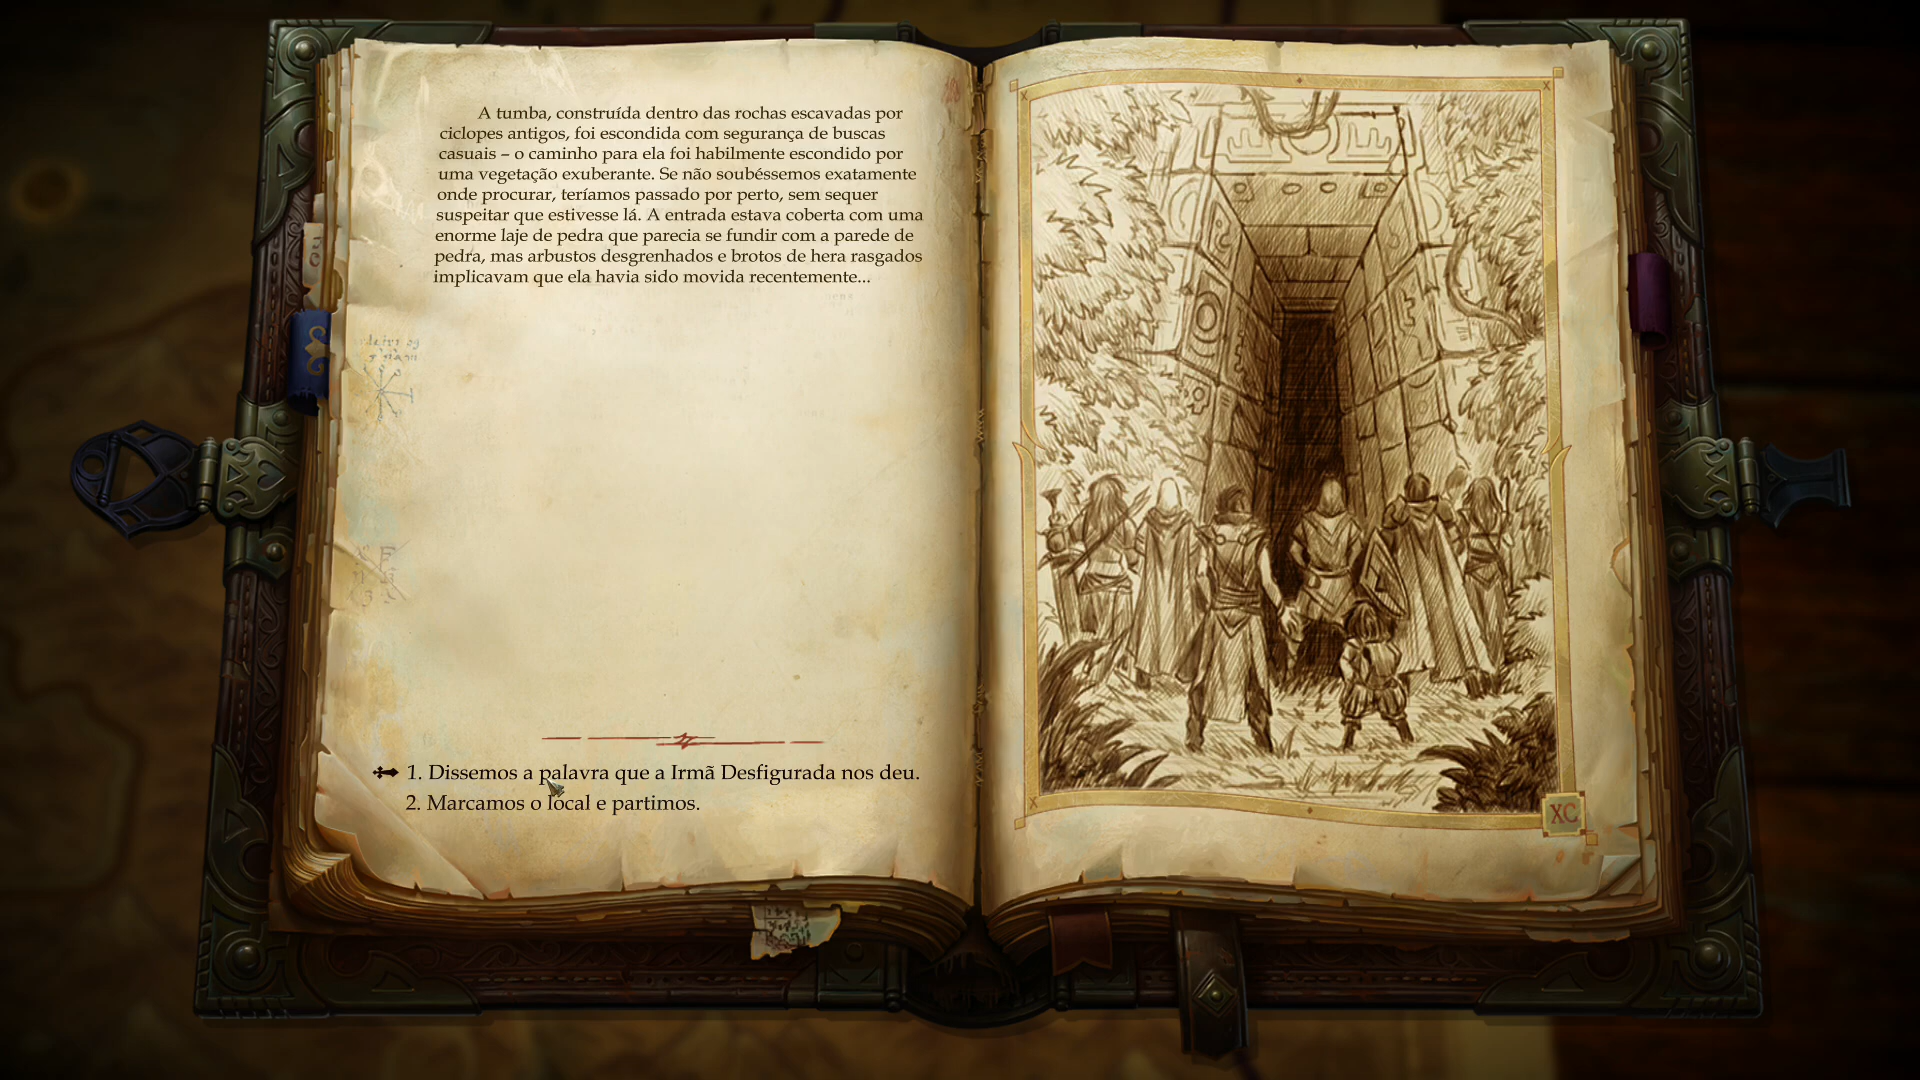 A tumba, construída dentro das rochas escavadas por
ciclopes antigos, foi escondida com segurança de buscas
casuais – o caminho para ela foi habilmente escondido por
uma vegetação exuberante. Se não soubéssemos exatamente
onde procurar, teríamos passado por perto, sem sequer
suspeitar que estivesse lá. A entrada estava coberta com uma
enorme laje de pedra que parecia se fundir com a parede de
pedra, mas arbustos desgrenhados e brotos de hera rasgados
implicavam que ela havia sido movida recentemente...
1. Dissemos a palavra que a Irmã Desfigurada nos deu.
2. Marcamos o local e partimos.
XC